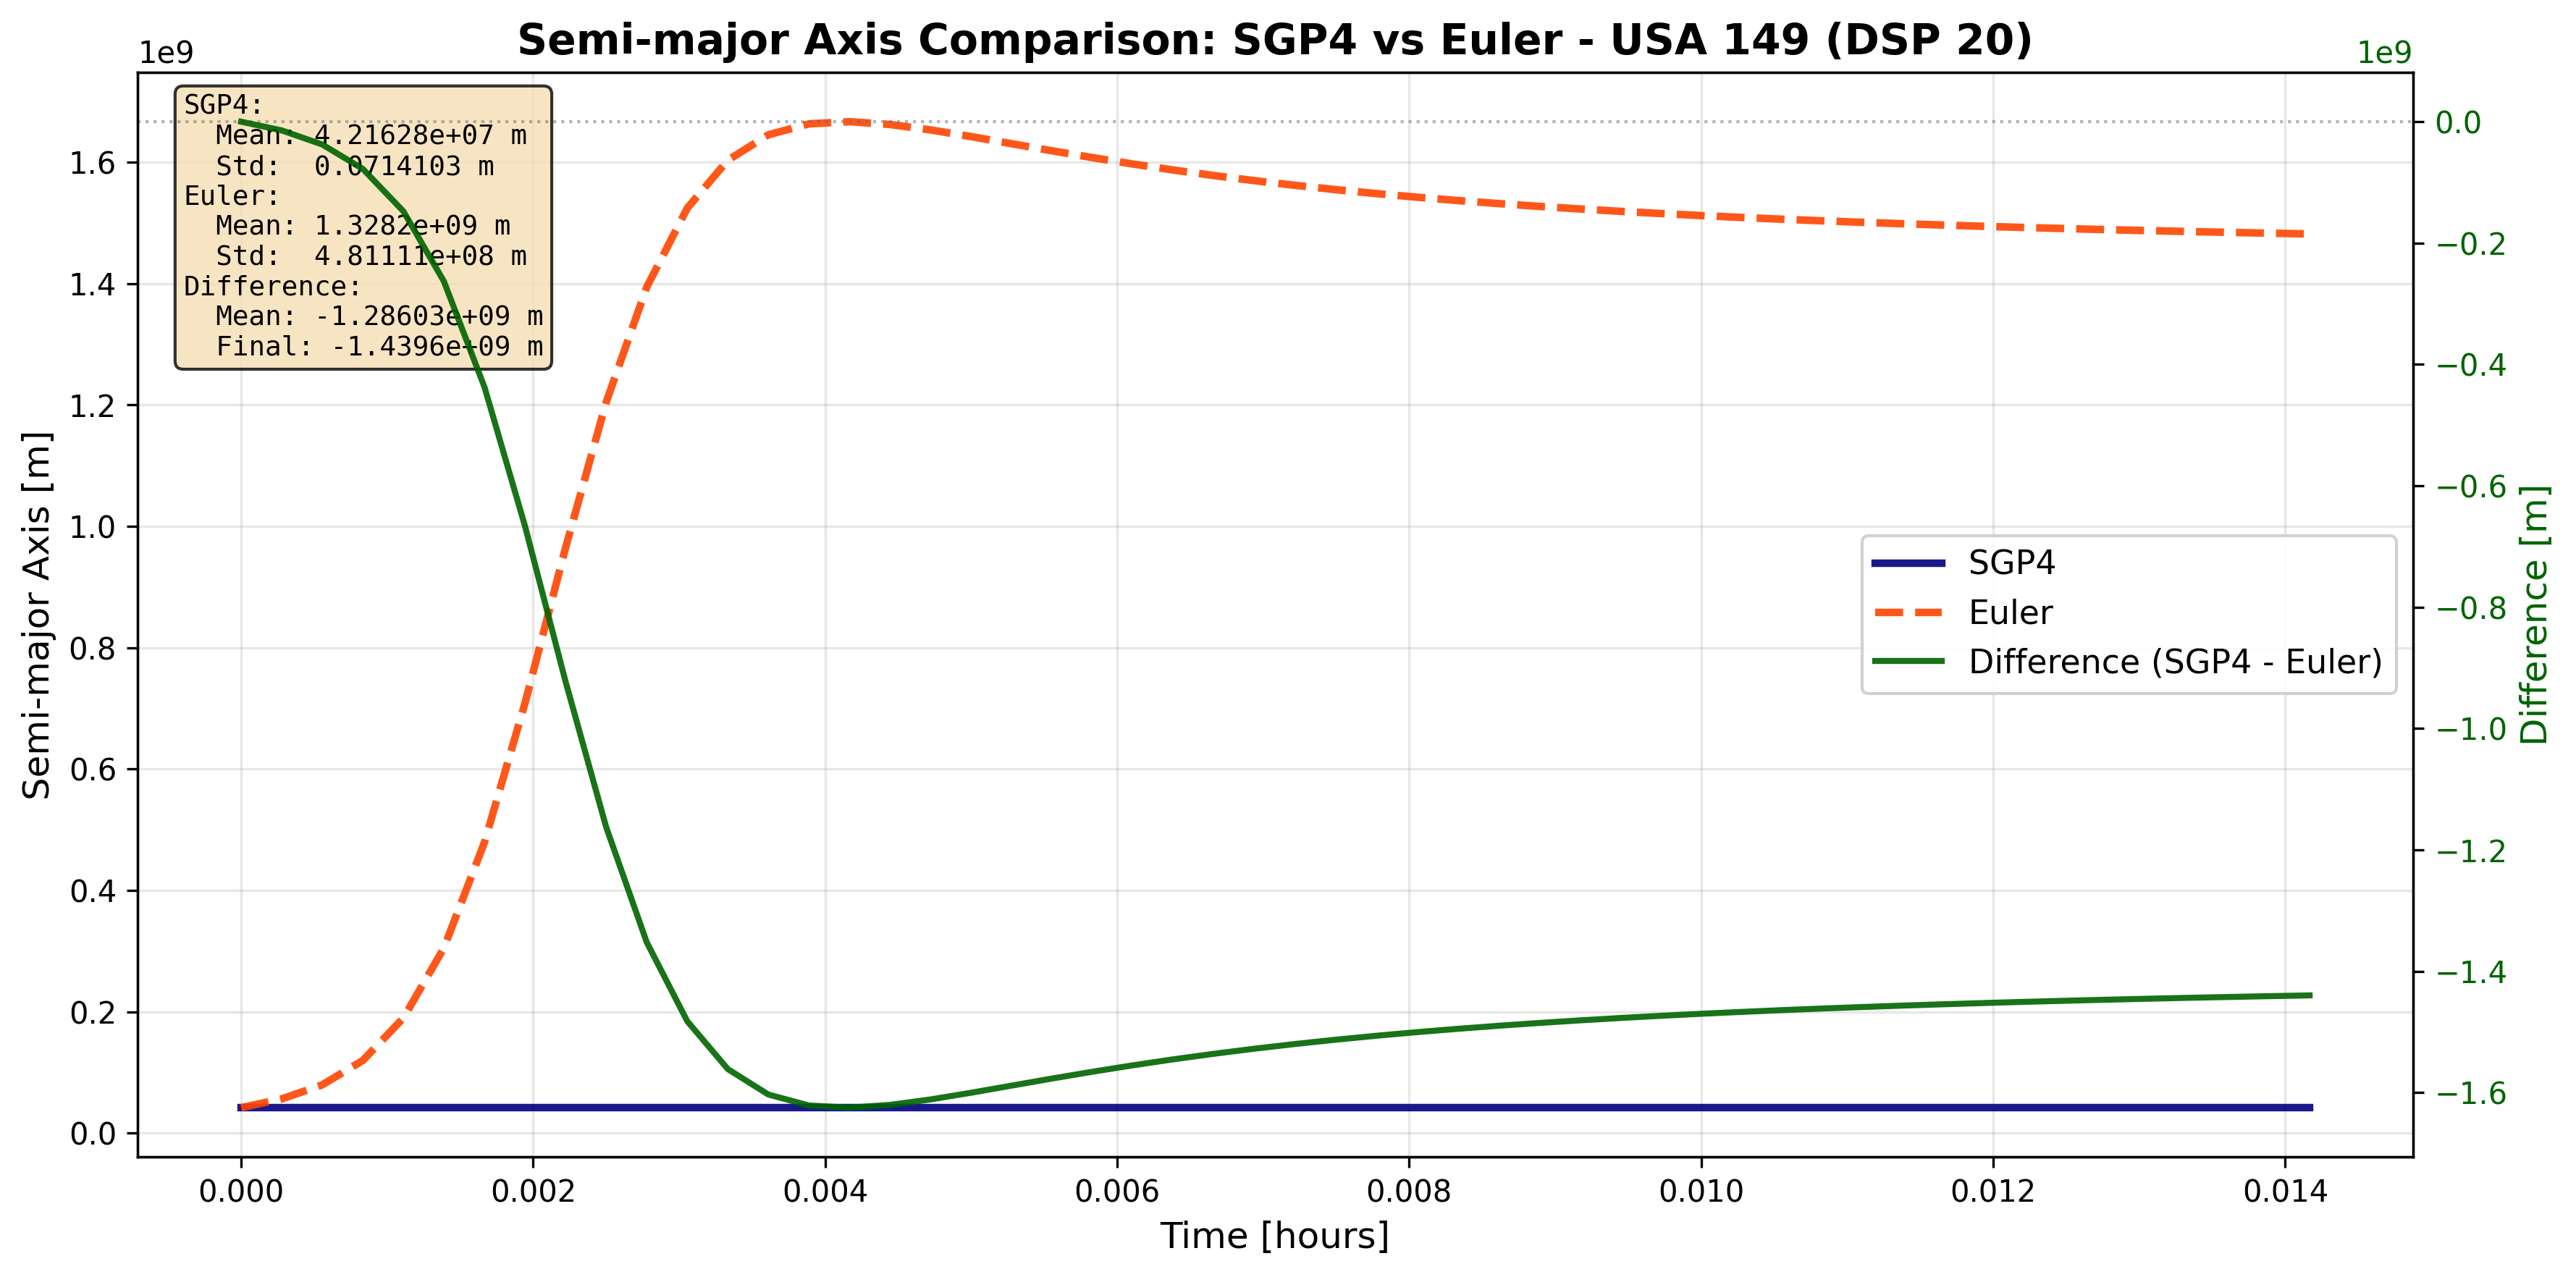 Semi-major Axis Comparison: SGP4 vs Euler - USA 149 (DSP 20)
1e9
1e9
SGP4:
Mean: 4.21628e+07 m
Std: 0.0714103 m
Euler:
Mean: 1.3282e+09 m
Std: 4.81111e+08 m
Difference:
Mean: -1.28603e+09 m
Final: -1.4396e+09 m
Semi-major Axis [m]
1.6
1.4
1.2
1.0
0.8
0.6
0.4
0.2
0.0
SGP4
Euler
Difference (SGP4 - Euler)
0.0
−0.2
−0.4
−0.6
−0.8
−1.0
−1.2
−1.4
−1.6
Difference [m]
0.000 0.002 0.004 0.006 0.008 0.010 0.012 0.014
Time [hours]